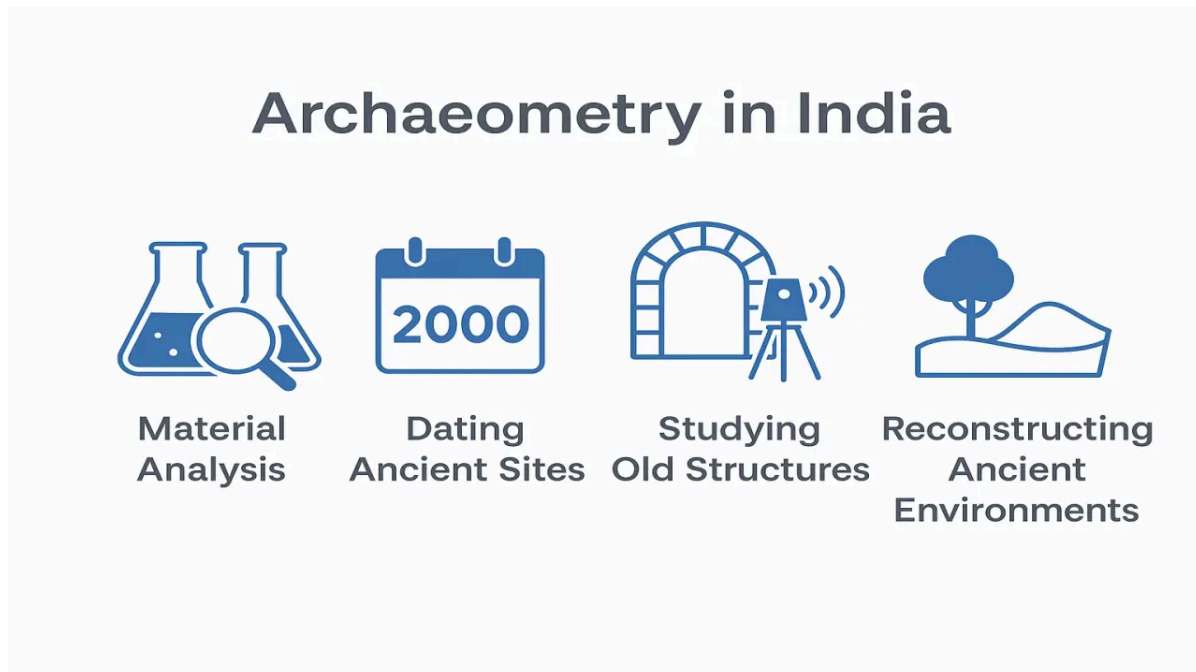 Archaeometry in India
2000
Material
Analysis
Dating
Ancient Sites
Studying
Old Structures
Reconstructing
Ancient
Environments